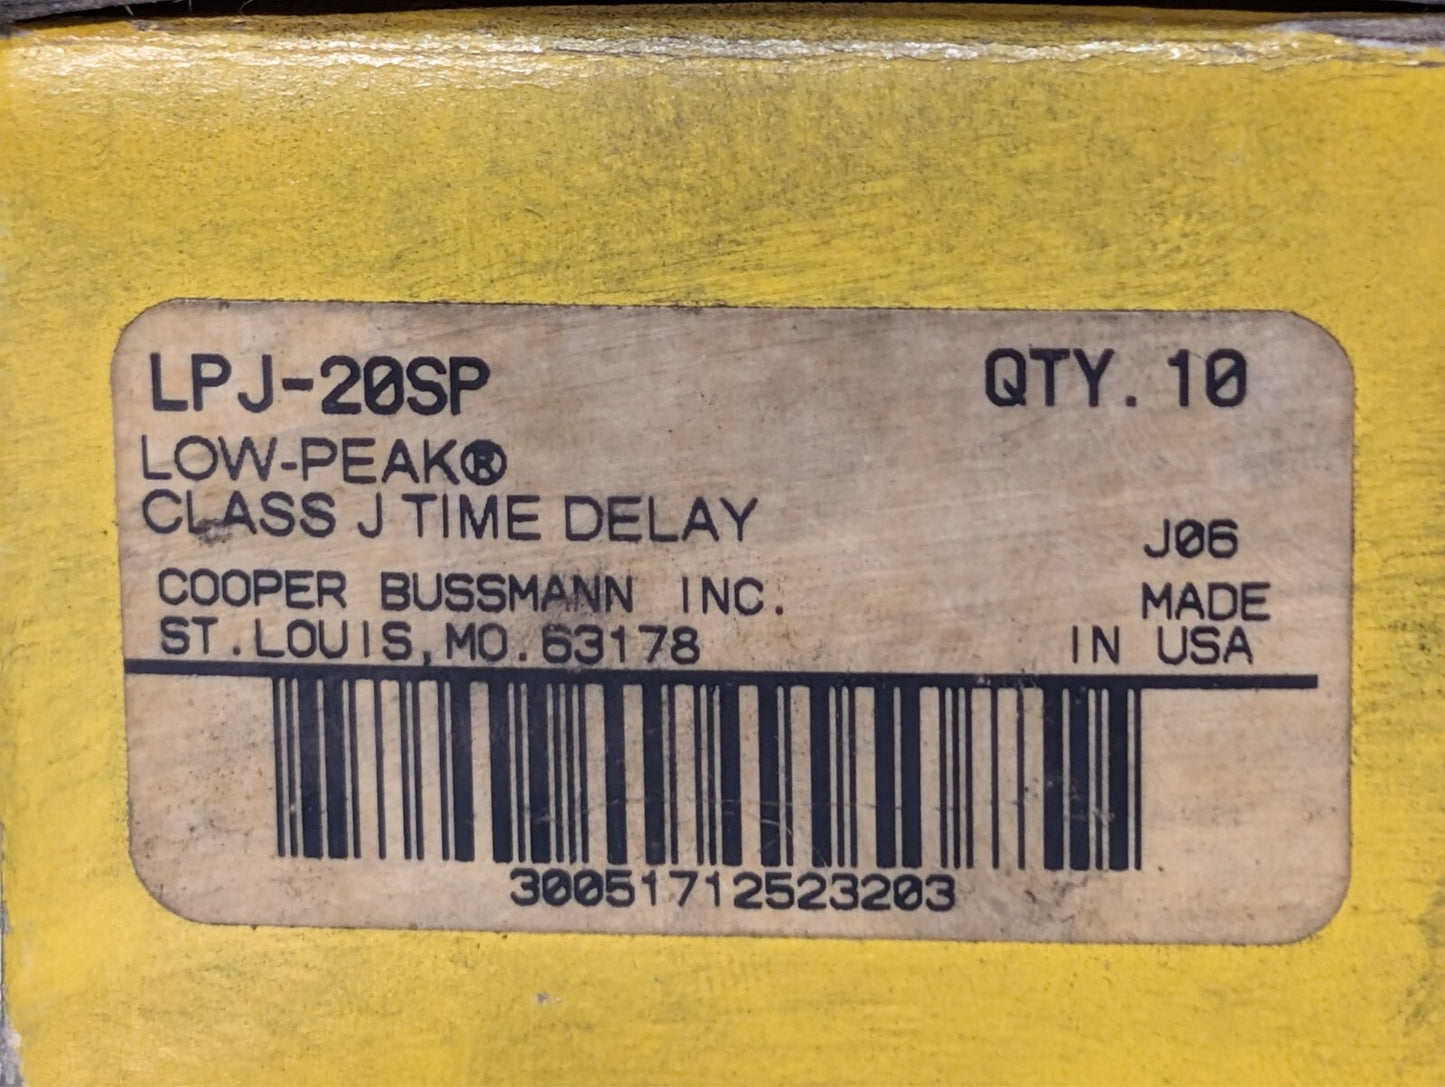 LPJ-20SP QTY. 10
LOW-PEAK®
CLASS J TIME DELAY
J06
COOPER BUSSMANN INC. MADE
ST. LOUIS, MO. 63178 IN USA
30051712523203